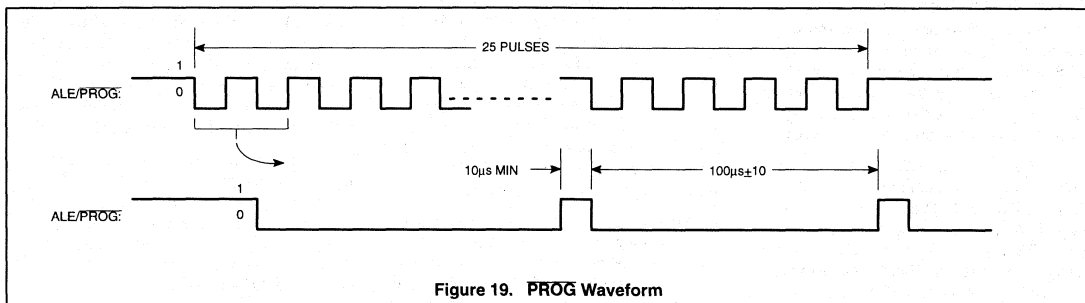 25 PULSES
1
ALE/PROG:
0
10μs MIN
100μs±10
1
ALE/PROG:
0
Figure 19. PROG Waveform